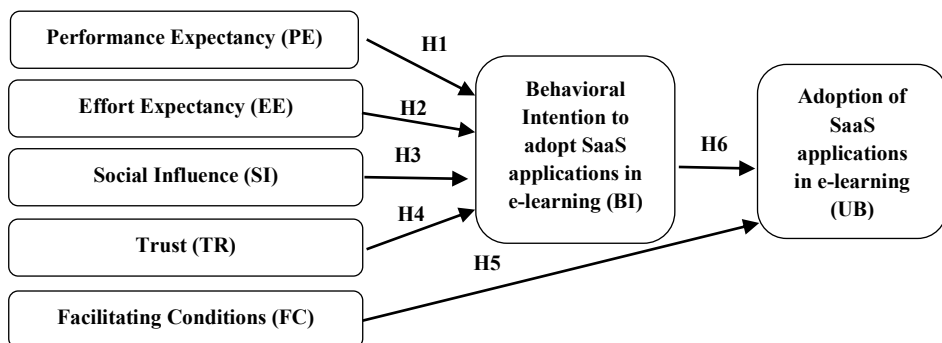 Performance Expectancy (PE)
H1
Effort Expectancy (EE)
H2
Social Influence (SI)
H3
Trust (TR)
H4
Facilitating Conditions (FC)
H5
Behavioral
Intention to
adopt SaaS
applications in
e-learning (BI)
H6
Adoption of
SaaS
applications
in e-learning
(UB)